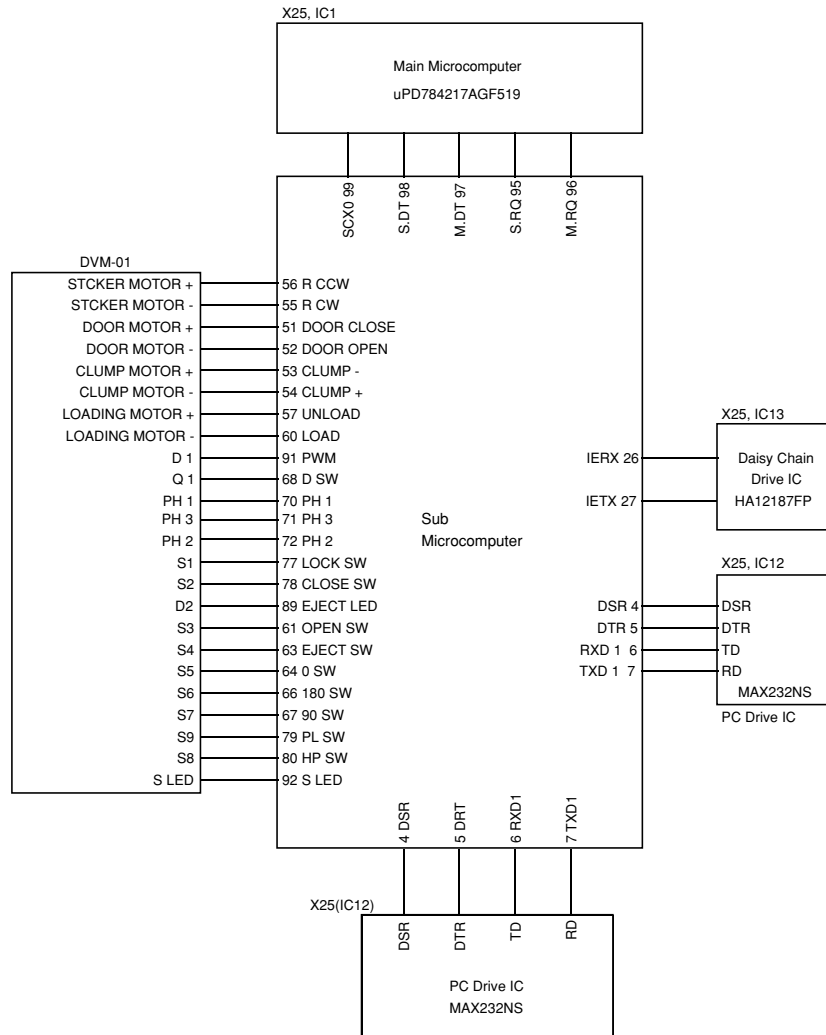 X25, IC1
Main Microcomputer
uPD784217AGF519
SCX0 99
S.DT 98
M.DT 97
S.RQ 95
M.RQ 96
DVM-01
STCKER MOTOR + 56 R CCW
STCKER MOTOR - 55 R CW
DOOR MOTOR + 51 DOOR CLOSE
DOOR MOTOR - 52 DOOR OPEN
CLUMP MOTOR + 53 CLUMP -
CLUMP MOTOR - 54 CLUMP +
LOADING MOTOR + 57 UNLOAD
LOADING MOTOR - 60 LOAD
D 1 91 PWM
Q 1 68 D SW
PH 1 70 PH 1
PH 3 71 PH 3
PH 2 72 PH 2
S1 77 LOCK SW
S2 78 CLOSE SW
D2 89 EJECT LED
S3 61 OPEN SW
S4 63 EJECT SW
S5 64 0 SW
S6 66 180 SW
S7 67 90 SW
S9 79 PL SW
S8 80 HP SW
S LED 92 S LED
Sub
Microcomputer
X25, IC13
IERX 26
IETX 27
Daisy Chain
Drive IC
HA12187FP
X25, IC12
DSR 4 DSR
DTR 5 DTR
RXD 1 6 TD
TXD 1 7 RD
MAX232NS
PC Drive IC
4 DSR
5 DRT
6 RXD1
7 TXD1
X25(IC12)
DSR
DTR
TD
RD
PC Drive IC
MAX232NS